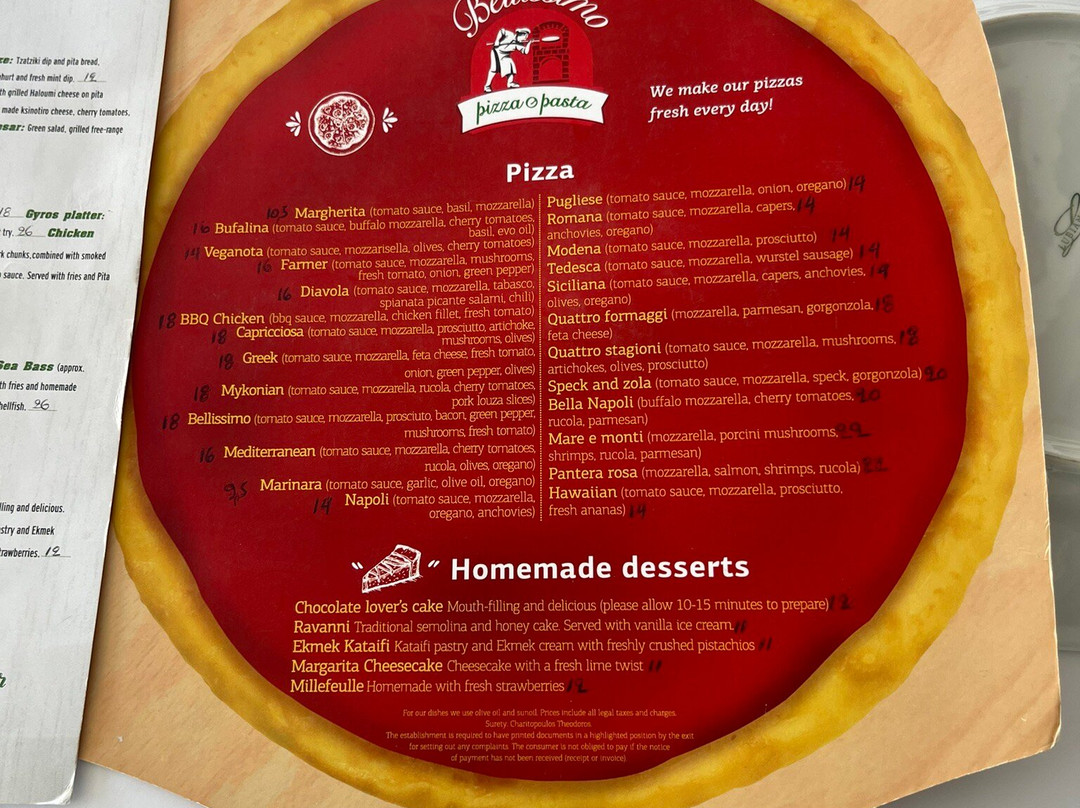 Tzatziki dip and pita bread,
and fresh mint dip. 12
grilled Haloumi cheese on pita
made ksinotiro cheese, cherry tomatoes,
Green salad, grilled free-range
18 Gyros platter:
try. 26 Chicken
chunks, combined with smoked
sauce. Served with fries and Pita
Sea Bass (approx.
fries and homemade
shellfish. 26
and delicious.
pastry and Ekmek
strawberries. 12
Bellissimo
pizza e pasta
We make our pizzas
fresh every day!
Pizza
10,5 Margherita (tomato sauce, basil, mozzarella)
16 Bufalina (tomato sauce, buffalo mozzarella, cherry tomatoes,
basil, evo oil)
14 Veganota (tomato sauce, mozzarisella, olives, cherry tomatoes)
16 Farmer (tomato sauce, mozzarella, mushrooms,
fresh tomato, onion, green pepper)
16 Diavola (tomato sauce, mozzarella, tabasco,
spianata picante salami, chili)
18 BBQ Chicken (bbq sauce, mozzarella, chicken fillet, fresh tomato)
18 Capricciosa (tomato sauce, mozzarella, prosciutto, artichoke,
mushrooms, olives)
18 Greek (tomato sauce, mozzarella, feta cheese, fresh tomato,
onion, green pepper, olives)
18 Mykonian (tomato sauce, mozzarella, rucola, cherry tomatoes,
pork louza slices)
18 Bellissimo (tomato sauce, mozzarella, prosciuto, bacon, green pepper,
mushrooms, fresh tomato)
16 Mediterranean (tomato sauce, mozzarella, cherry tomatoes,
rucola, olives, oregano)
9,5 Marinara (tomato sauce, garlic, olive oil, oregano)
14 Napoli (tomato sauce, mozzarella,
oregano, anchovies)
Pugliese (tomato sauce, mozzarella, onion, oregano) 14
Romana (tomato sauce, mozzarella, capers, 14
anchovies, oregano)
Modena (tomato sauce, mozzarella, prosciutto) 14
Tedesca (tomato sauce, mozzarella, wurstel sausage) 14
Siciliana (tomato sauce, mozzarella, capers, anchovies, 14
olives, oregano)
Quattro formaggi (mozzarella, parmesan, gorgonzola, 18
feta cheese)
Quattro stagioni (tomato sauce, mozzarella, mushrooms, 18
artichokes, olives, prosciutto)
Speck and zola (tomato sauce, mozzarella, speck, gorgonzola) 20
Bella Napoli (buffalo mozzarella, cherry tomatoes, 20
rucola, parmesan)
Mare e monti (mozzarella, porcini mushrooms, 22
shrimps, rucola, parmesan)
Pantera rosa (mozzarella, salmon, shrimps, rucola) 22
Hawaiian (tomato sauce, mozzarella, prosciutto,
fresh ananas) 14
Homemade desserts
Chocolate lover's cake Mouth-filling and delicious (please allow 10-15 minutes to prepare) 12
Ravanni Traditional semolina and honey cake. Served with vanilla ice cream. 11
Ekmek Kataifi Kataifi pastry and Ekmek cream with freshly crushed pistachios 11
Margarita Cheesecake Cheesecake with a fresh lime twist 11
Millefeulle Homemade with fresh strawberries 12
For our dishes we use olive oil and sunoil. Prices include all legal taxes and charges.
Surety: Charitopoulos Theodoros.
The establishment is required to have printed documents in a highlighted position by the exit
for setting out any complaints. The consumer is not obliged to pay if the notice
of payment has not been received (receipt or invoice)